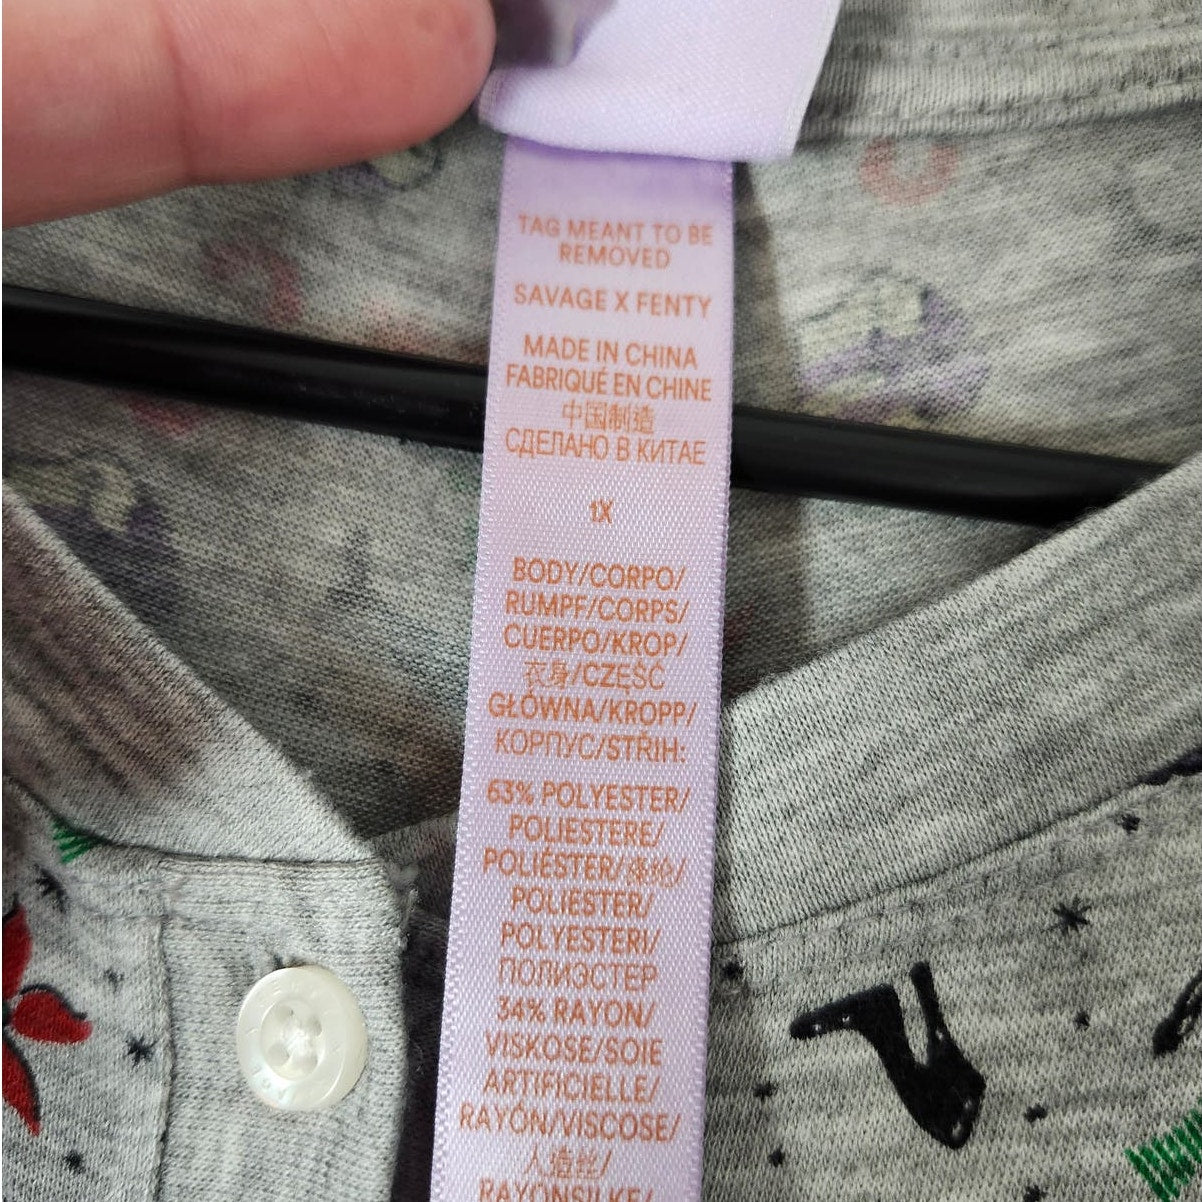 TAG MEANT TO BE
REMOVED
SAVAGE X FENTY
MADE IN CHINA
FABRIQUÉ EN CHINE
中国制造
СДЕЛАНО В КИТАЕ
1X
BODY/CORPO/
RUMPF/CORPS/
CUERPO/KROP/
衣身/CZĘŚĆ
GŁÓWNA/KROPP/
КОРПУС/STŘIH:
63% POLYESTER/
POLIESTERE/
POLIÉSTER/涤纶/
POLIESTER/
POLYESTERI/
ПОЛИЭСТЕР
34% RAYON/
VISKOSE/SOIE
ARTIFICIELLE/
RAYÓN/VISCOSE/
人造丝/
RAYONSILKE/